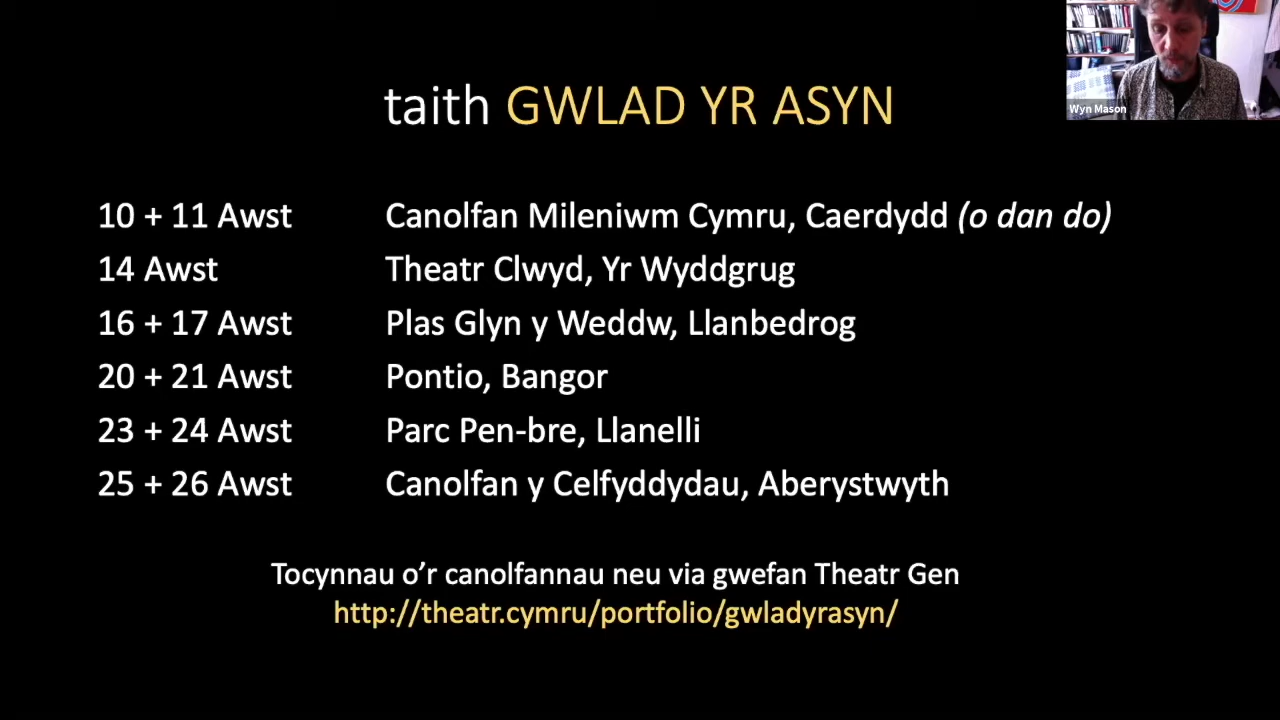 Wyn Mason
taith GWLAD YR ASYN
10 + 11 Awst Canolfan Mileniwm Cymru, Caerdydd (o dan do)
14 Awst Theatr Clwyd, Yr Wyddgrug
16 + 17 Awst Plas Glyn y Weddw, Llanbedrog
20 + 21 Awst Pontio, Bangor
23 + 24 Awst Parc Pen-bre, Llanelli
25 + 26 Awst Canolfan y Celfyddydau, Aberystwyth
Tocynnau o’r canolfannau neu via gwefan Theatr Gen
http://theatr.cymru/portfolio/gwladyrasyn/